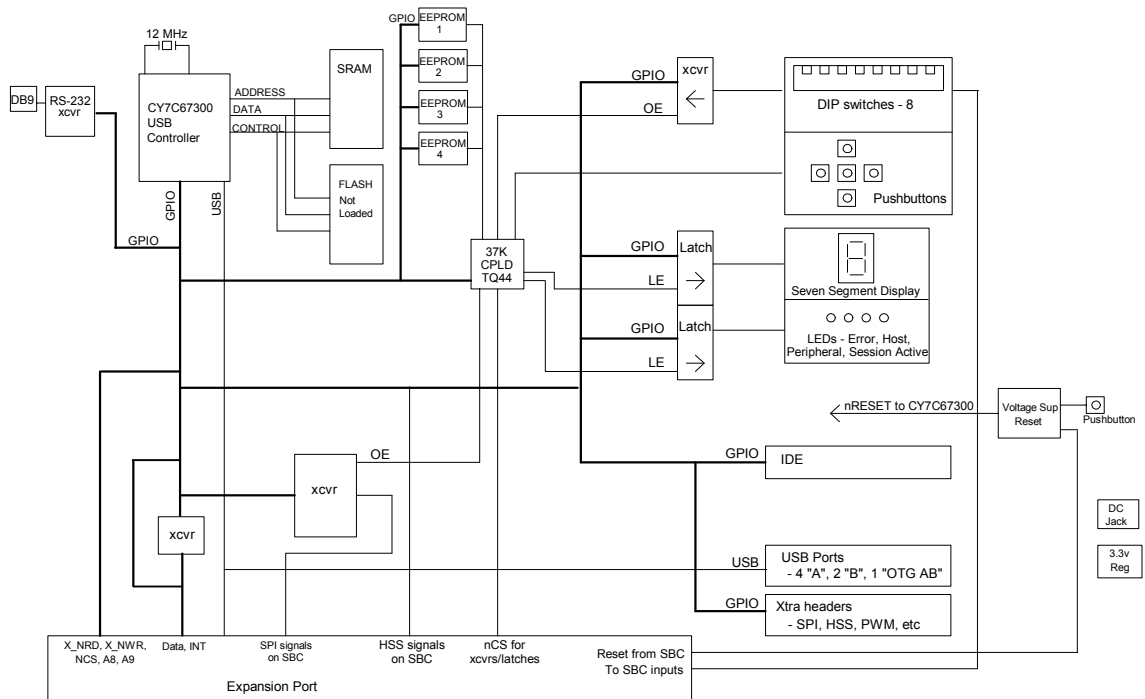 12 MHz
DB9
RS-232
xcvr
CY7C67300
USB
Controller
ADDRESS
DATA
CONTROL
SRAM
FLASH
Not
Loaded
GPIO
USB
GPIO
GPIO
EEPROM
1
EEPROM
2
EEPROM
3
EEPROM
4
37K
CPLD
TQ44
GPIO
OE
xcvr
DIP switches - 8
Pushbuttons
GPIO
LE
Latch
Seven Segment Display
GPIO
LE
Latch
LEDs - Error, Host,
Peripheral, Session Active
nRESET to CY7C67300
Voltage Sup
Reset
Pushbutton
GPIO
IDE
OE
xcvr
xcvr
DC
Jack
3.3v
Reg
USB
USB Ports
- 4 "A", 2 "B", 1 "OTG AB"
GPIO
Xtra headers
- SPI, HSS, PWM, etc
X_NRD, X_NWR,
NCS, A8, A9
Data, INT
SPI signals
on SBC
HSS signals
on SBC
nCS for
xcvrs/latches
Reset from SBC
To SBC inputs
Expansion Port